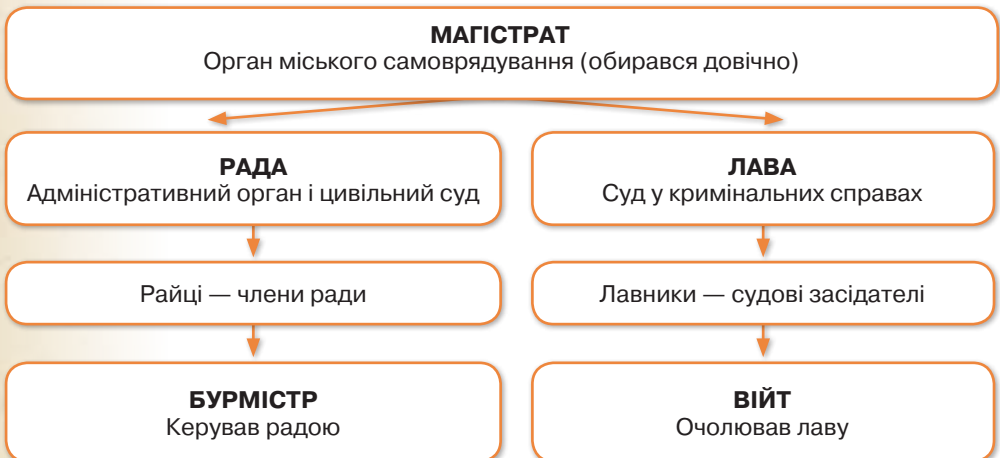 МАГІСТРАТ
Орган міського самоврядування (обирався довічно)
РАДА
Адміністративний орган і цивільний суд
ЛАВА
Суд у кримінальних справах
Райці — члени ради
Лавники — судові засідателі
БУРМІСТР
Керував радою
ВІЙТ
Очолював лаву